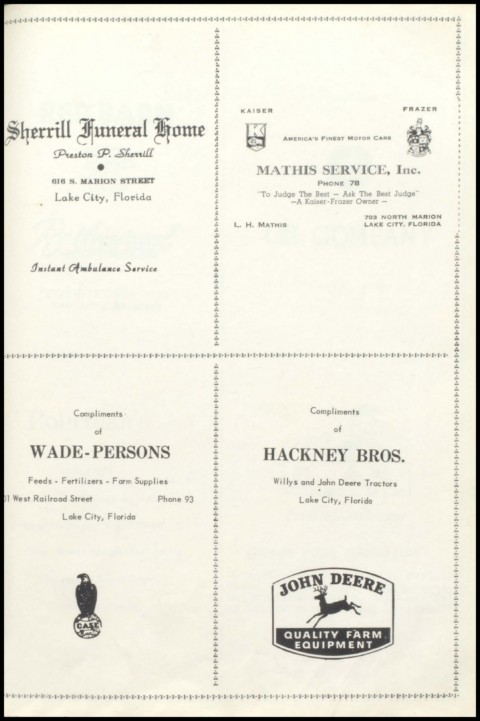 Sherrill Funeral Home
Preston P. Sherrill
616 S. MARION STREET
Lake City, Florida
Instant Ambulance Service
KAISER FRAZER
AMERICA'S FINEST MOTOR CARS
MATHIS SERVICE, Inc.
PHONE 78
"To Judge The Best — Ask The Best Judge"
—A Kaiser-Frazer Owner —
L. H. MATHIS
703 NORTH MARION
LAKE CITY, FLORIDA
Compliments
of
WADE-PERSONS
Feeds - Fertilizers - Farm Supplies
01 West Railroad Street Phone 93
Lake City, Florida
CASE
Compliments
of
HACKNEY BROS.
Willys and John Deere Tractors
Lake City, Florida
JOHN DEERE
QUALITY FARM
EQUIPMENT